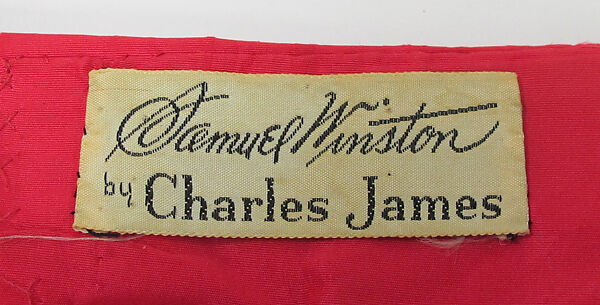 Samuel Winston
by Charles James